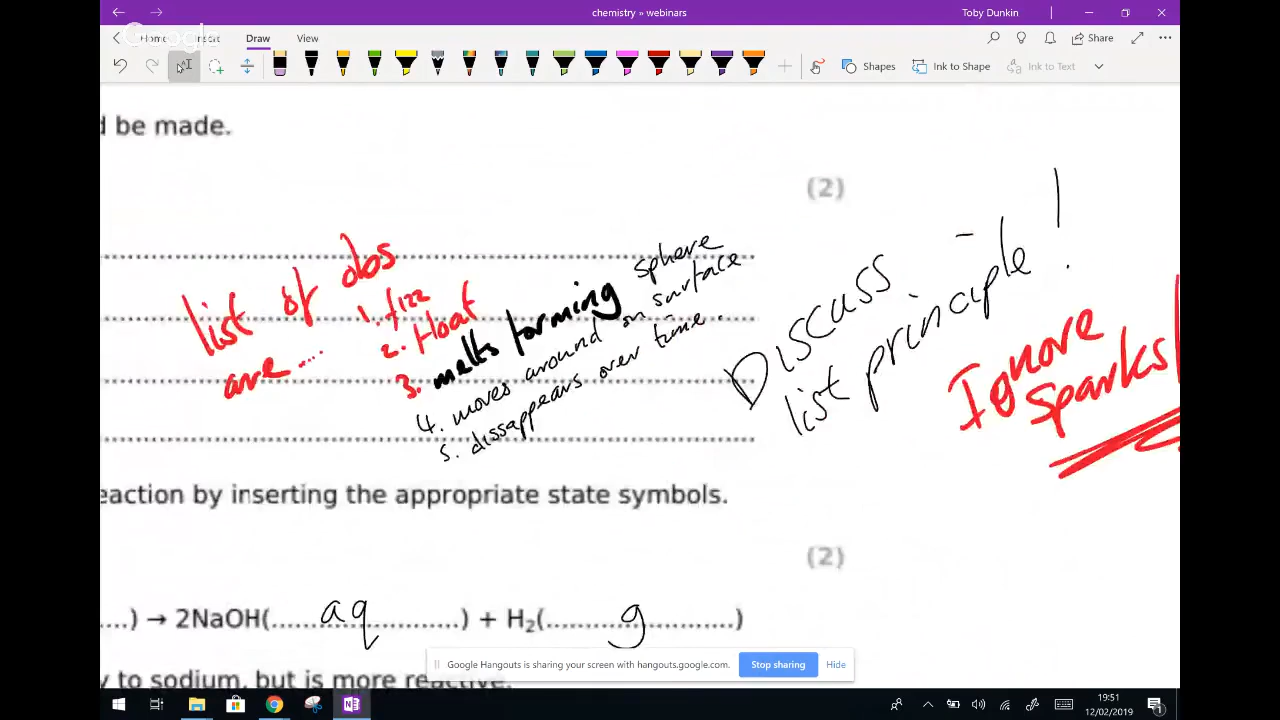 chemistry » webinars
Toby Dunkin
Google
Home
Insert
Draw
View
Share
Shapes
Ink to Shape
Ink to Text
d be made.
(2)
list of obs
are....
1. fizz
2. float
3. melts forming sphere
4. moves around on surface
5. dissappears over time.
Discuss
list principle!
Ignore
sparks!
eaction by inserting the appropriate state symbols.
(2)
....) → 2NaOH(...... aq ..............) + H₂(........... g ...........)
Google Hangouts is sharing your screen with hangouts.google.com.
Stop sharing
Hide
y to sodium, but is more reactive.
19:51
12/02/2019